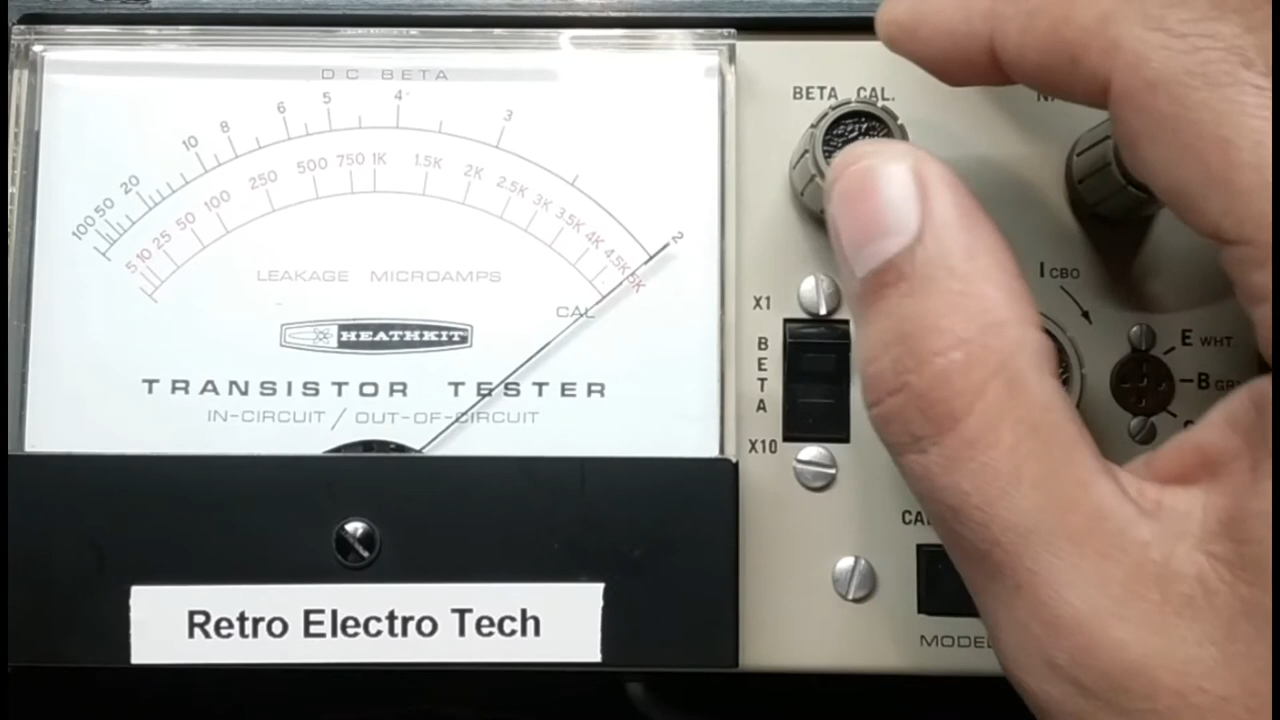 DC BETA
100 50 20 10 8 6 5 4 3 2
5 10 25 50 100 250 500 750 1K 1.5K 2K 2.5K 3K 3.5K 4K 4.5K 5K
LEAKAGE MICROAMPS
CAL
HEATHKIT
TRANSISTOR TESTER
IN-CIRCUIT / OUT-OF-CIRCUIT
Retro Electro Tech
BETA CAL.
X1
BETA
X10
ICBO
E WHT
B
MODEL